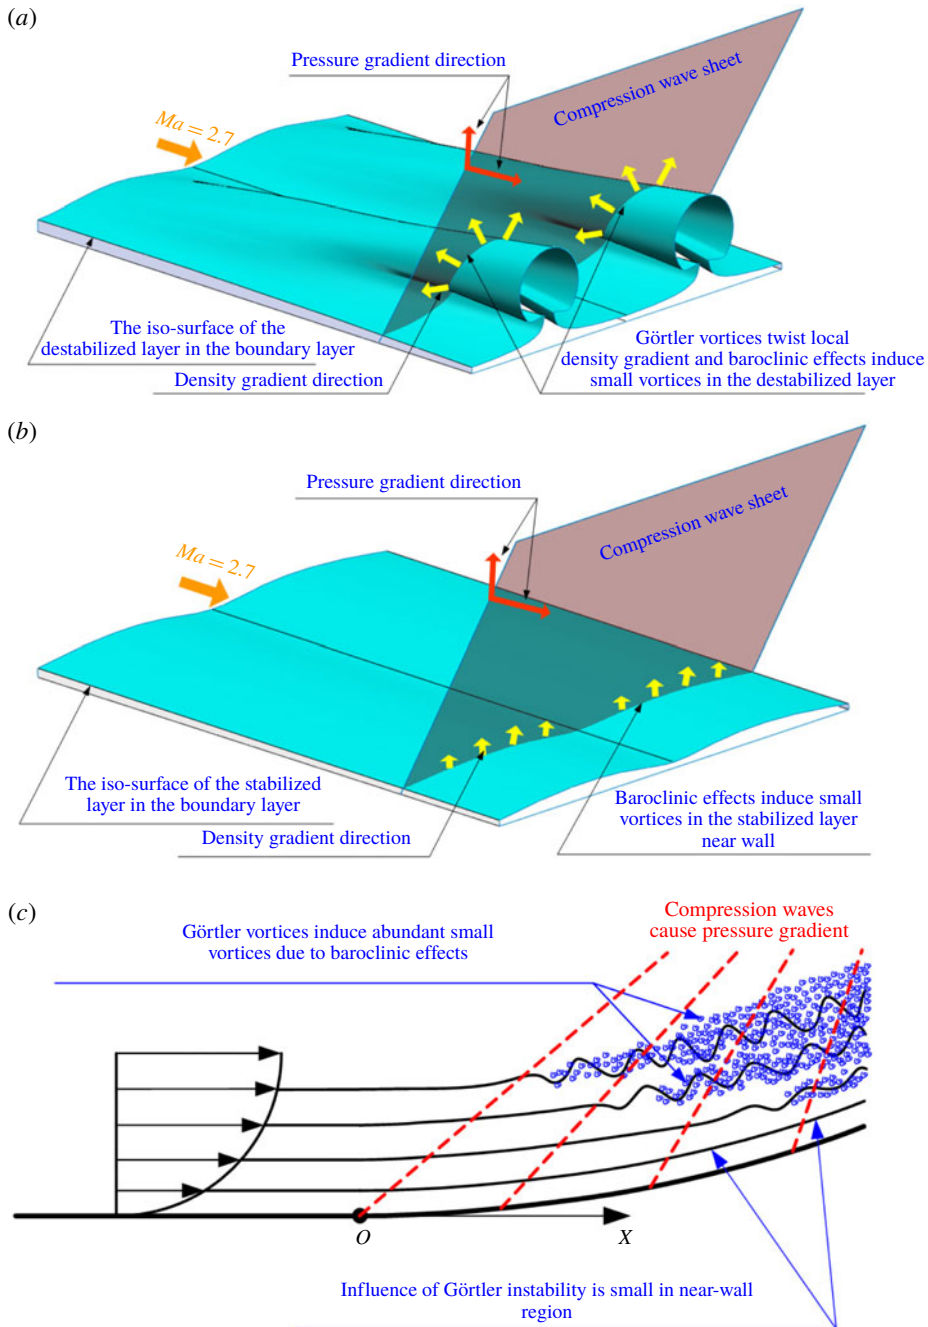 (a)
Pressure gradient direction
Compression wave sheet
Ma = 2.7
The iso-surface of the
destabilized layer in the boundary layer
Density gradient direction
Görtler vortices twist local
density gradient and baroclinic effects induce
small vortices in the destabilized layer
(b)
Pressure gradient direction
Compression wave sheet
Ma = 2.7
The iso-surface of the stabilized
layer in the boundary layer
Density gradient direction
Baroclinic effects induce small
vortices in the stabilized layer
near wall
(c)
Görtler vortices induce abundant small
vortices due to baroclinic effects
Compression waves
cause pressure gradient
O
X
Influence of Görtler instability is small in near-wall
region